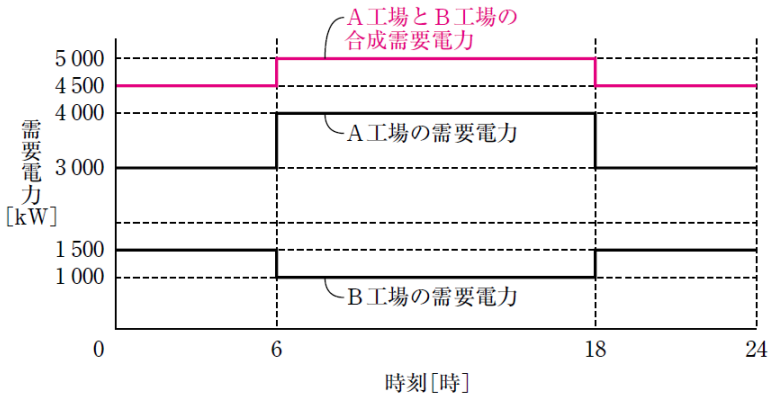 A工場とB工場の
合成需要電力
5 000
4 500
4 000
A工場の需要電力
需要電力
[kW]
3 000
1 500
1 000
B工場の需要電力
0
6
18
24
時刻[時]